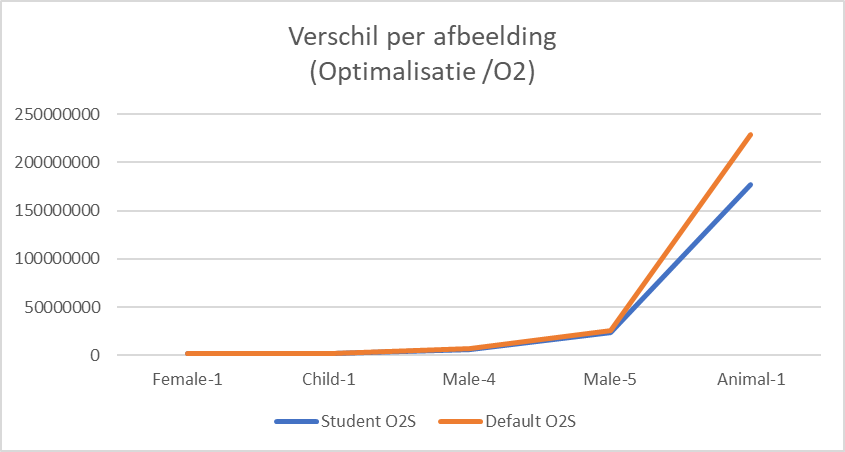 Verschil per afbeelding
(Optimalisatie /O2)
250000000
200000000
150000000
100000000
50000000
0
Female-1 Child-1 Male-4 Male-5 Animal-1
Student O2S Default O2S